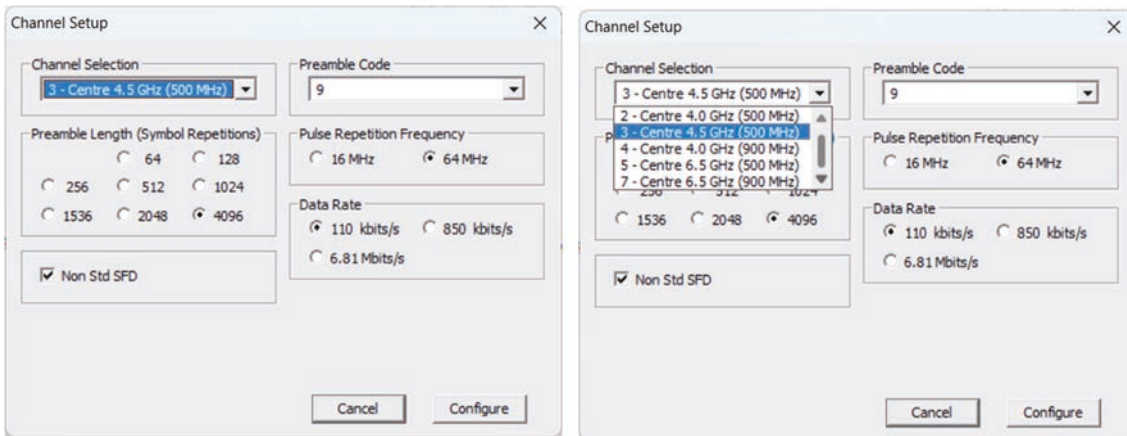 Channel Setup
Channel Selection
3 - Centre 4.5 GHz (500 MHz)
Preamble Code
9
Preamble Length (Symbol Repetitions)
64 128
256 512 1024
1536 2048 4096
Pulse Repetition Frequency
16 MHz 64 MHz
Data Rate
110 kbits/s 850 kbits/s
6.81 Mbits/s
Non Std SFD
Cancel Configure
Channel Setup
Channel Selection
3 - Centre 4.5 GHz (500 MHz)
2 - Centre 4.0 GHz (500 MHz)
3 - Centre 4.5 GHz (500 MHz)
4 - Centre 4.0 GHz (900 MHz)
5 - Centre 6.5 GHz (500 MHz)
7 - Centre 6.5 GHz (900 MHz)
Preamble Code
9
1536 2048 4096
Pulse Repetition Frequency
16 MHz 64 MHz
Data Rate
110 kbits/s 850 kbits/s
6.81 Mbits/s
Non Std SFD
Cancel Configure